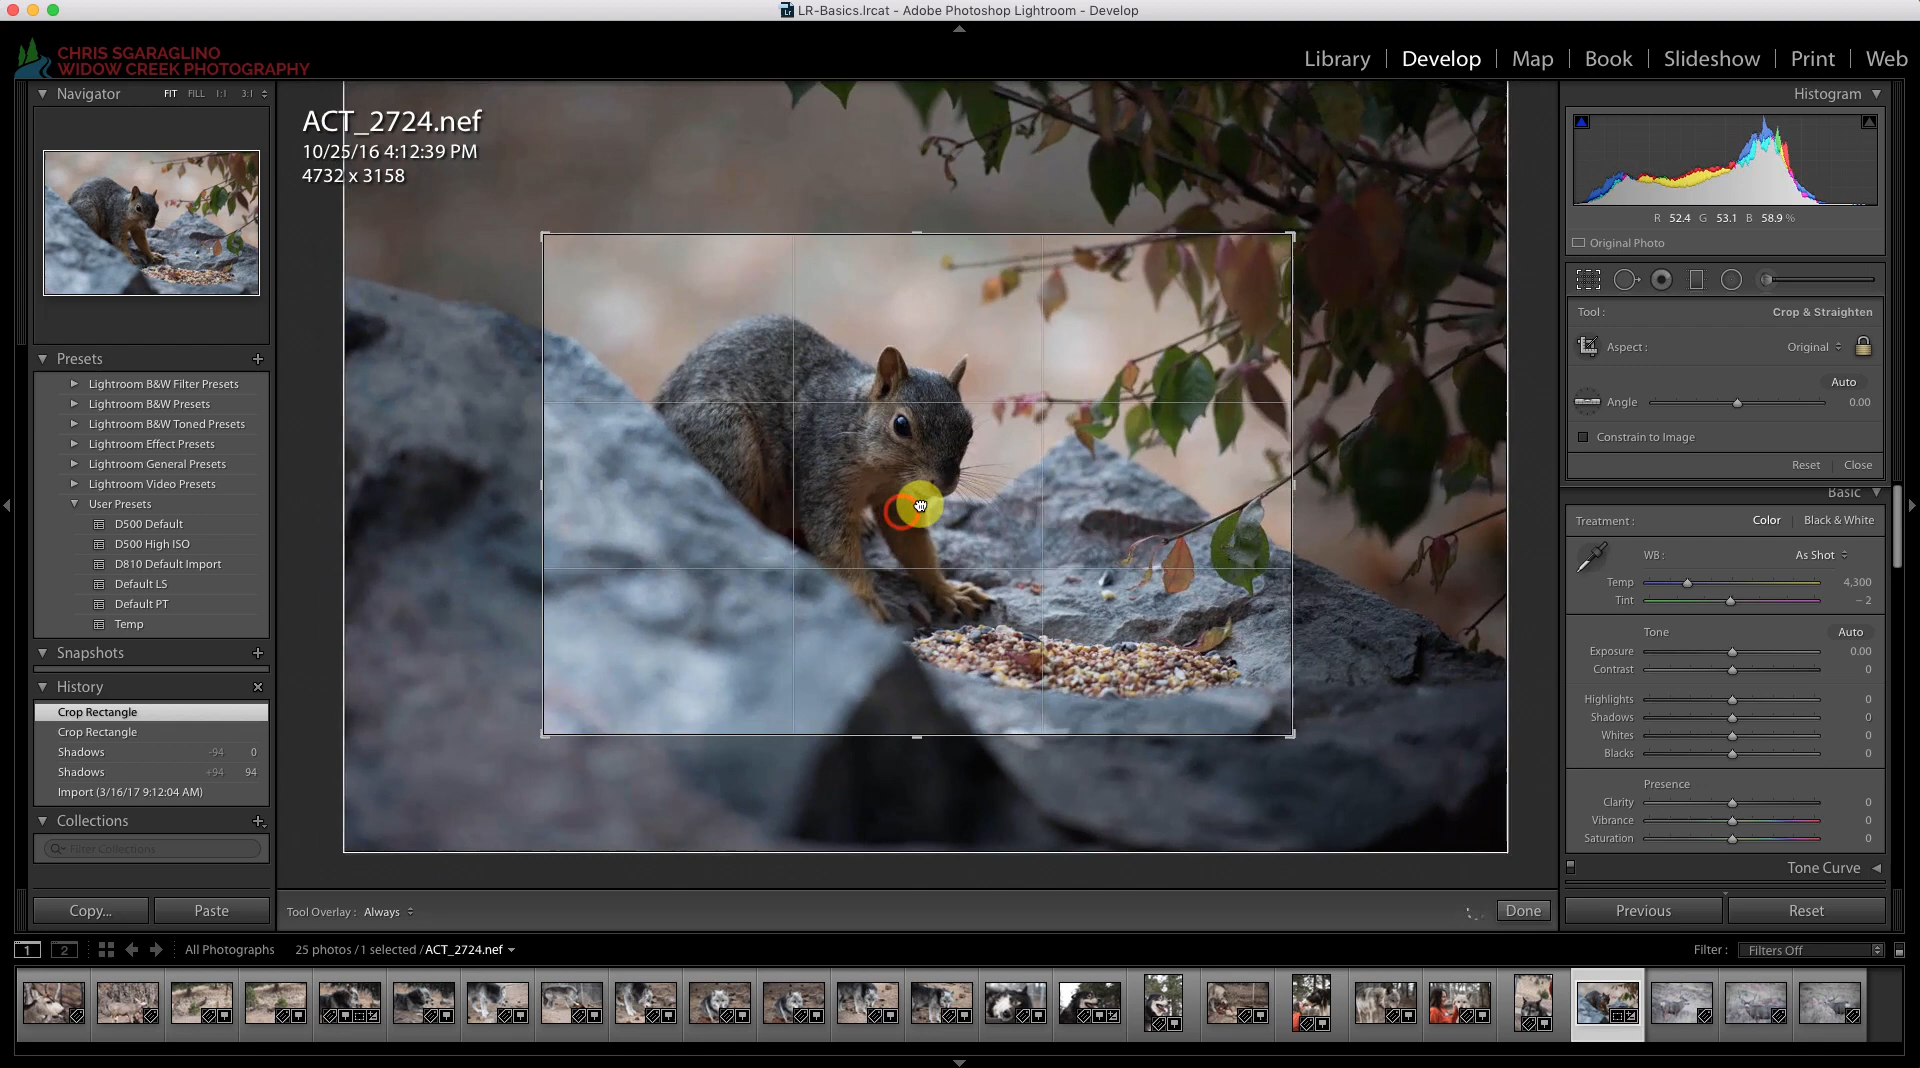 LR-Basics.lrcat - Adobe Photoshop Lightroom - Develop
CHRIS SGARAGLINO
WIDOW CREEK PHOTOGRAPHY
Library
Develop
Map
Book
Slideshow
Print
Web
Navigator
FIT
FILL
1:1
3:1
Presets
Lightroom B&W Filter Presets
Lightroom B&W Presets
Lightroom B&W Toned Presets
Lightroom Effect Presets
Lightroom General Presets
Lightroom Video Presets
User Presets
D500 Default
D500 High ISO
D810 Default Import
Default LS
Default PT
Temp
Snapshots
History
Crop Rectangle
Crop Rectangle
Shadows -94 0
Shadows +94 94
Import (3/16/17 9:12:04 AM)
Collections
Filter Collections
Copy...
Paste
ACT_2724.nef
10/25/16 4:12:39 PM
4732 x 3158
Tool Overlay : Always
Done
Histogram
R 52.4 G 53.1 B 58.9 %
Original Photo
Tool : Crop & Straighten
Aspect : Original
Auto
Angle 0.00
Constrain to Image
Reset
Close
Basic
Treatment : Color Black & White
WB : As Shot
Temp 4,300
Tint – 2
Tone Auto
Exposure 0.00
Contrast 0
Highlights 0
Shadows 0
Whites 0
Blacks 0
Presence
Clarity 0
Vibrance 0
Saturation 0
Tone Curve
Previous
Reset
1
2
All Photographs
25 photos / 1 selected / ACT_2724.nef
Filter : Filters Off